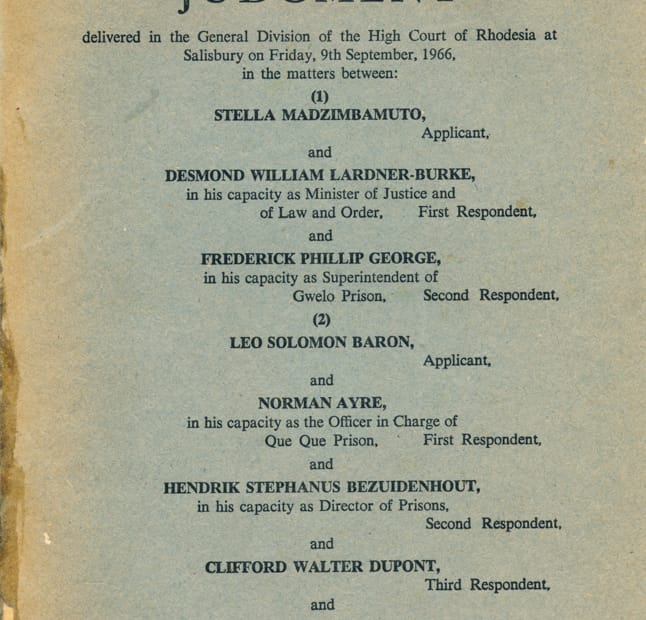 JUDGMENT
delivered in the General Division of the High Court of Rhodesia at
Salisbury on Friday, 9th September, 1966,
in the matters between:
(1)
STELLA MADZIMBAMUTO,
Applicant,
and
DESMOND WILLIAM LARDNER-BURKE,
in his capacity as Minister of Justice and
of Law and Order, First Respondent,
and
FREDERICK PHILLIP GEORGE,
in his capacity as Superintendent of
Gwelo Prison, Second Respondent,
(2)
LEO SOLOMON BARON,
Applicant,
and
NORMAN AYRE,
in his capacity as the Officer in Charge of
Que Que Prison, First Respondent,
and
HENDRIK STEPHANUS BEZUIDENHOUT,
in his capacity as Director of Prisons,
Second Respondent,
and
CLIFFORD WALTER DUPONT,
Third Respondent,
and